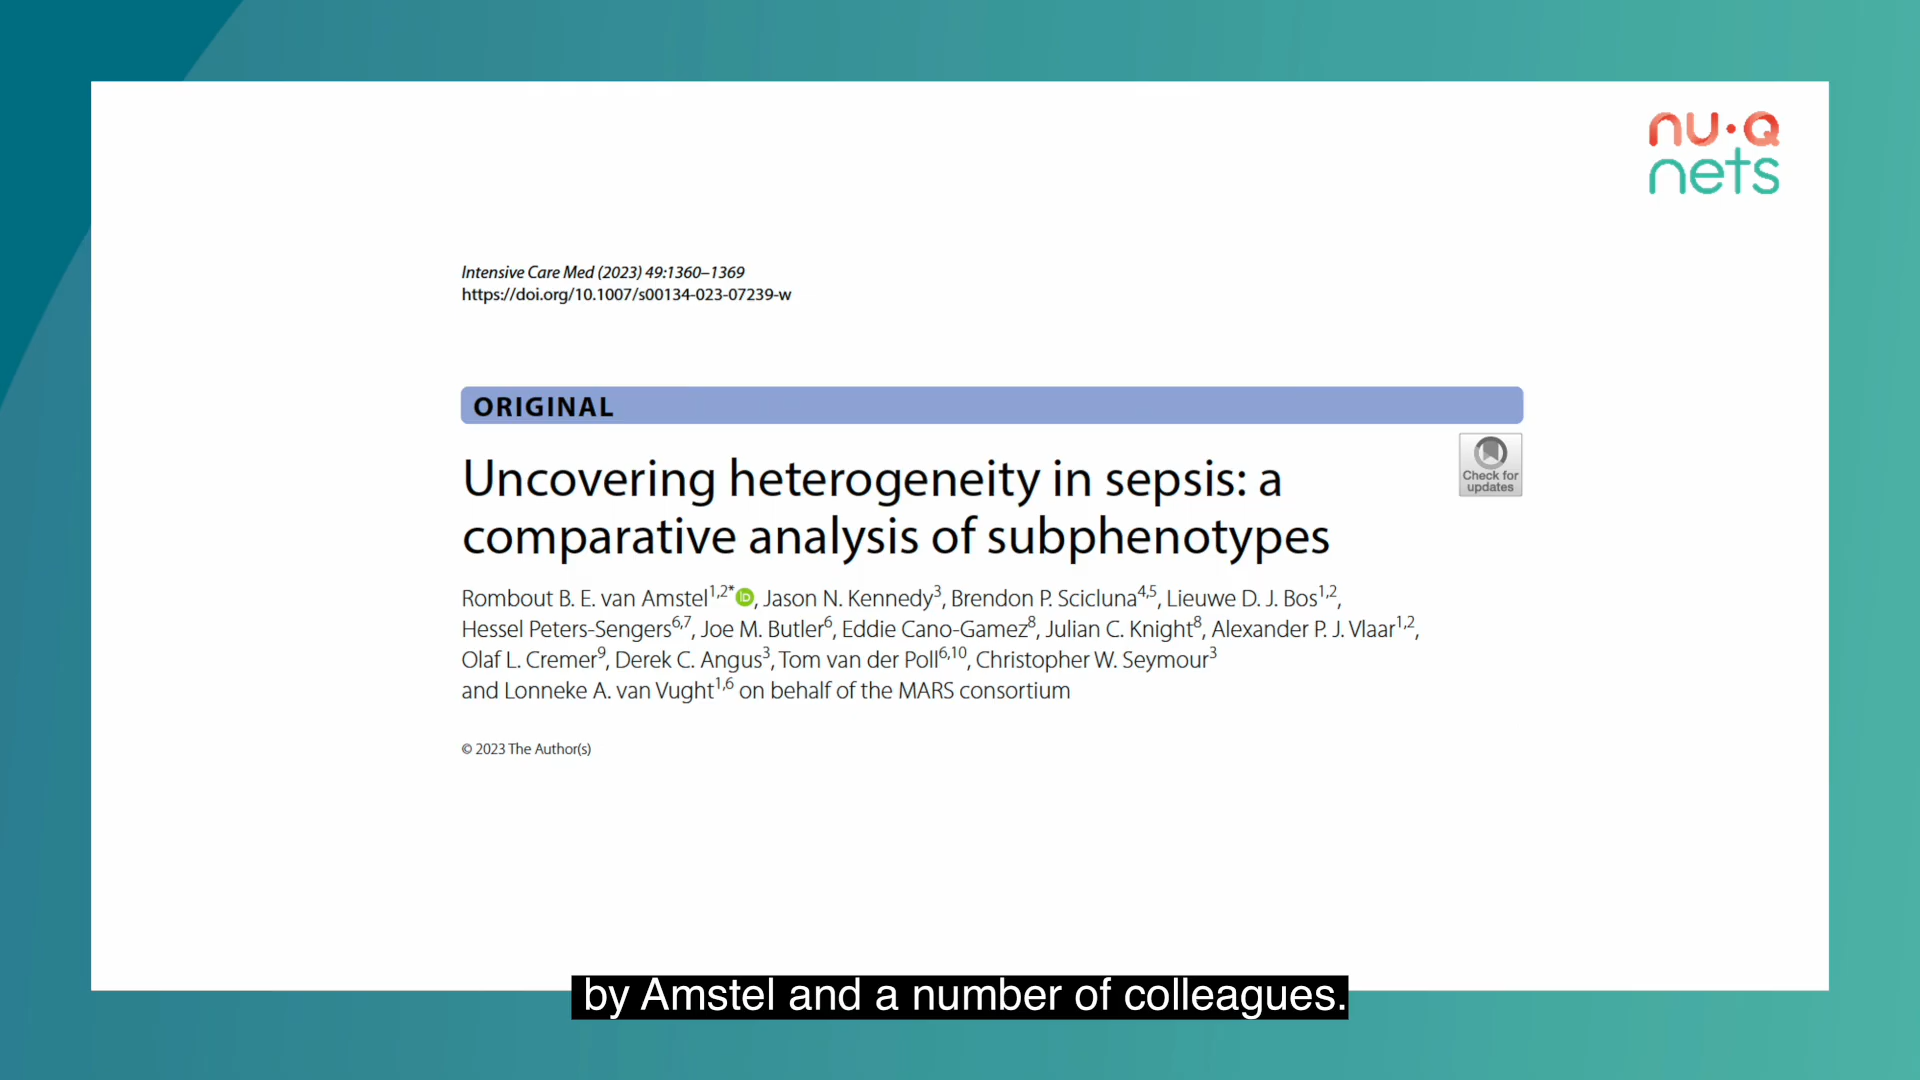 nu.Q
nets
Intensive Care Med (2023) 49:1360–1369
https://doi.org/10.1007/s00134-023-07239-w
ORIGINAL
Check for
updates
Uncovering heterogeneity in sepsis: a
comparative analysis of subphenotypes
Rombout B. E. van Amstel1,2* iD, Jason N. Kennedy3, Brendon P. Scicluna4,5, Lieuwe D. J. Bos1,2,
Hessel Peters-Sengers6,7, Joe M. Butler6, Eddie Cano-Gamez8, Julian C. Knight8, Alexander P. J. Vlaar1,2,
Olaf L. Cremer9, Derek C. Angus3, Tom van der Poll6,10, Christopher W. Seymour3
and Lonneke A. van Vught1,6 on behalf of the MARS consortium
© 2023 The Author(s)
by Amstel and a number of colleagues.